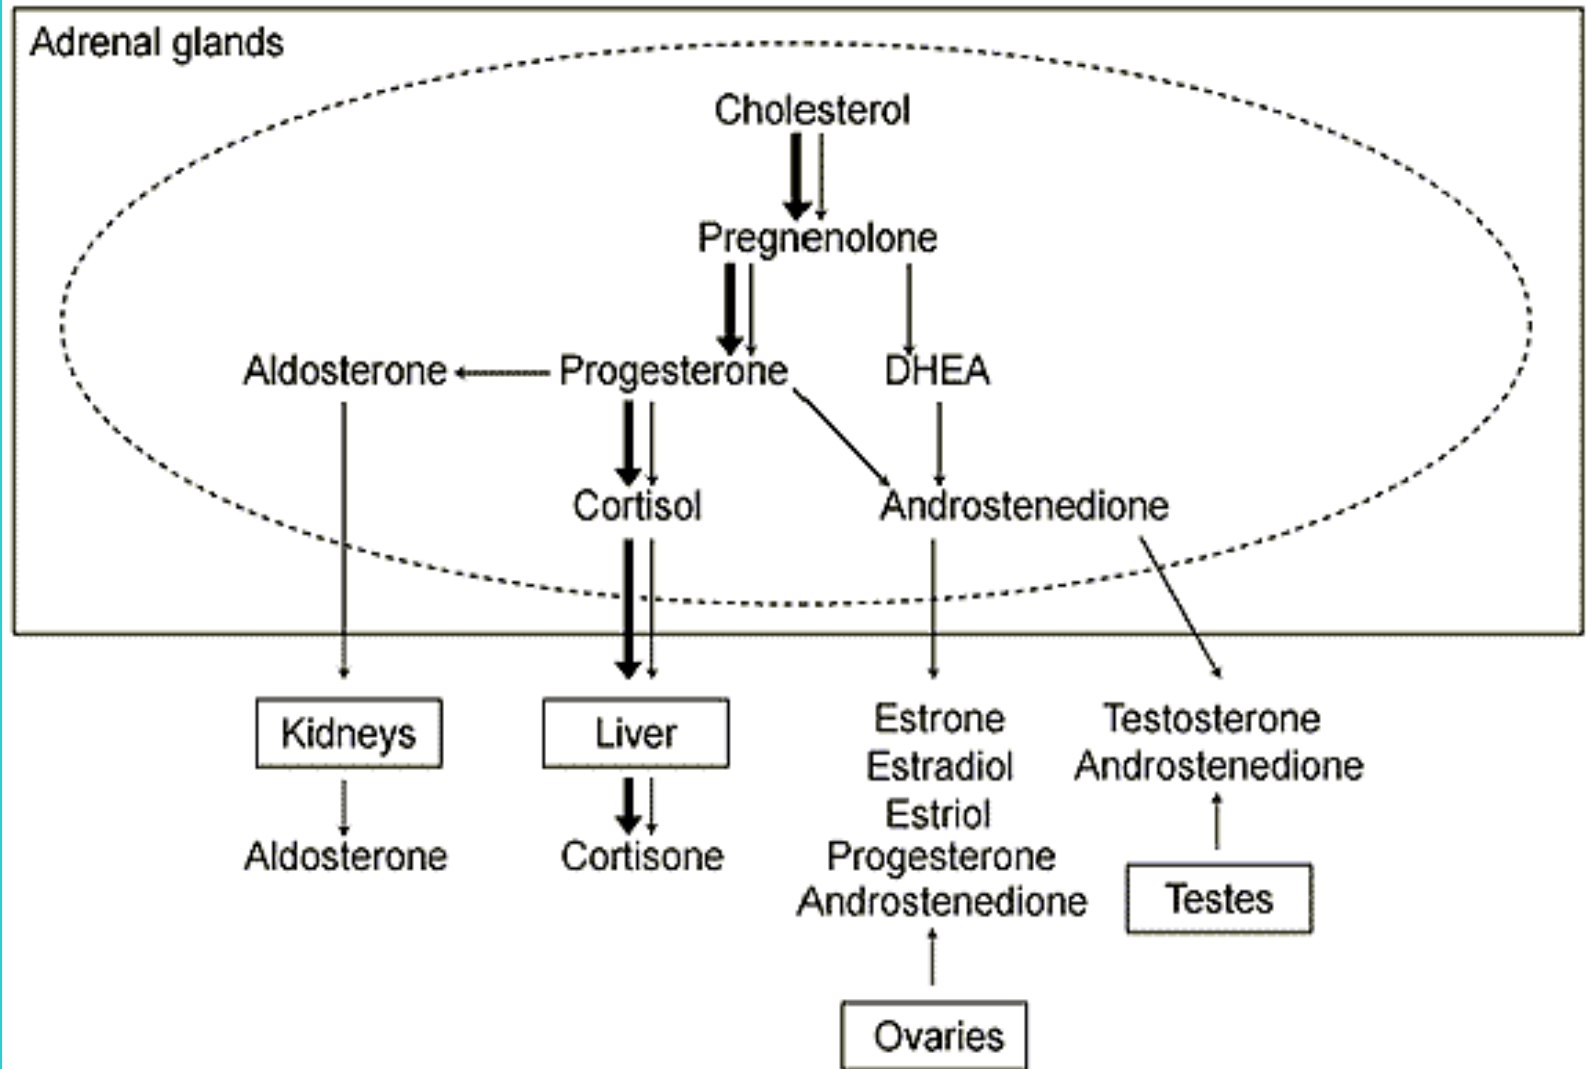 Adrenal glands
Cholesterol
Pregnenolone
Aldosterone
Progesterone
DHEA
Cortisol
Androstenedione
Kidneys
Liver
Estrone
Estradiol
Estriol
Progesterone
Androstenedione
Testosterone
Androstenedione
Aldosterone
Cortisone
Testes
Ovaries